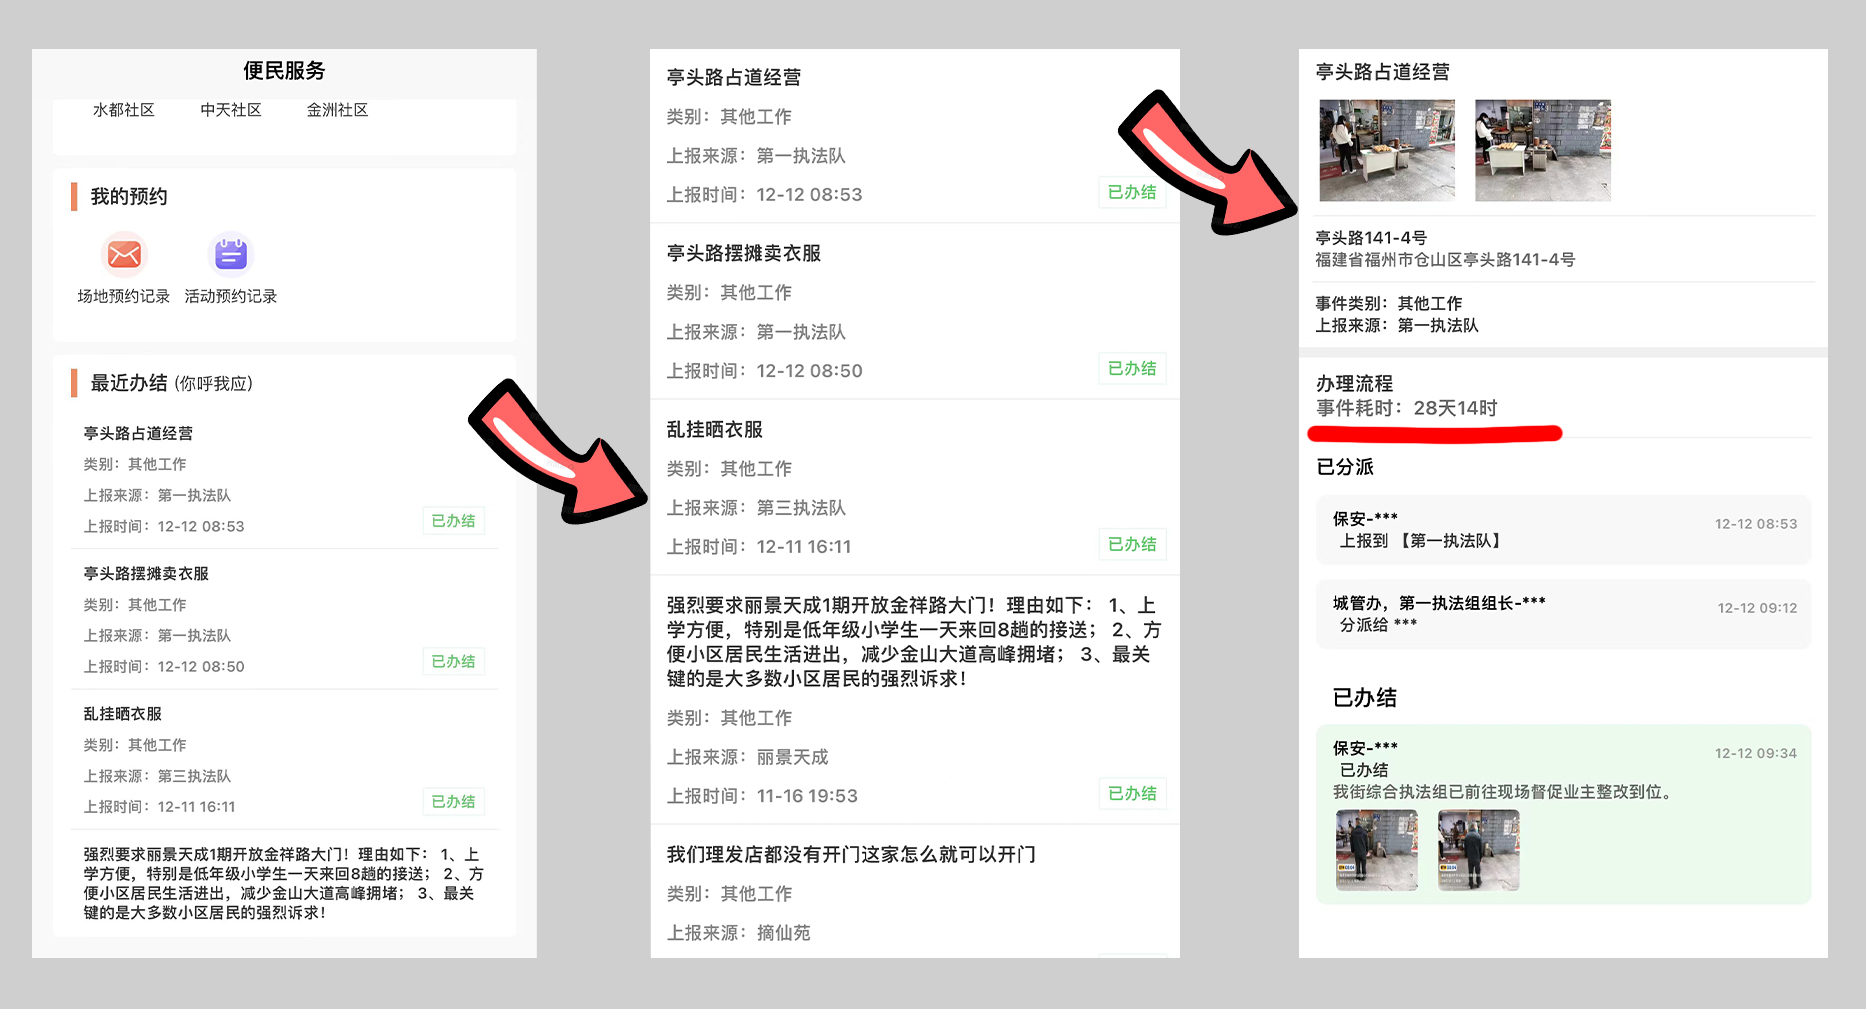 便民服务
水都社区
中天社区
金洲社区
我的预约
场地预约记录
活动预约记录
最近办结 (你呼我应)
亭头路占道经营
类别：其他工作
上报来源：第一执法队
上报时间：12-12 08:53
已办结
亭头路摆摊卖衣服
类别：其他工作
上报来源：第一执法队
上报时间：12-12 08:50
已办结
乱挂晒衣服
类别：其他工作
上报来源：第三执法队
上报时间：12-11 16:11
已办结
强烈要求丽景天成1期开放金祥路大门！理由如下： 1、上
学方便，特别是低年级小学生一天来回8趟的接送； 2、方
便小区居民生活进出，减少金山大道高峰拥堵； 3、最关
键的是大多数小区居民的强烈诉求！
亭头路占道经营
类别：其他工作
上报来源：第一执法队
上报时间：12-12 08:53
已办结
亭头路摆摊卖衣服
类别：其他工作
上报来源：第一执法队
上报时间：12-12 08:50
已办结
乱挂晒衣服
类别：其他工作
上报来源：第三执法队
上报时间：12-11 16:11
已办结
强烈要求丽景天成1期开放金祥路大门！理由如下： 1、上
学方便，特别是低年级小学生一天来回8趟的接送； 2、方
便小区居民生活进出，减少金山大道高峰拥堵； 3、最关
键的是大多数小区居民的强烈诉求！
类别：其他工作
上报来源：丽景天成
上报时间：11-16 19:53
已办结
我们理发店都没有开门这家怎么就可以开门
类别：其他工作
上报来源：摘仙苑
亭头路占道经营
亭头路141-4号
福建省福州市仓山区亭头路141-4号
事件类别：其他工作
上报来源：第一执法队
办理流程
事件耗时：28天14时
已分派
保安-***
12-12 08:53
上报到 【第一执法队】
城管办，第一执法组组长-***
12-12 09:12
分派给 ***
已办结
保安-***
12-12 09:34
已办结
我街综合执法组已前往现场督促业主整改到位。